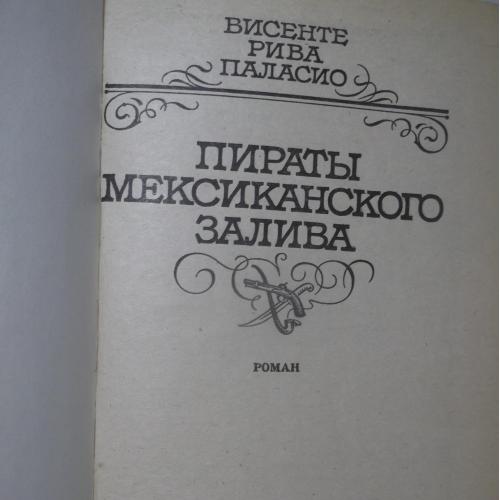 ВИСЕНТЕ
РИВА
ПАЛАСИО
ПИРАТЫ
МЕКСИКАНСКОГО
ЗАЛИВА
РОМАН